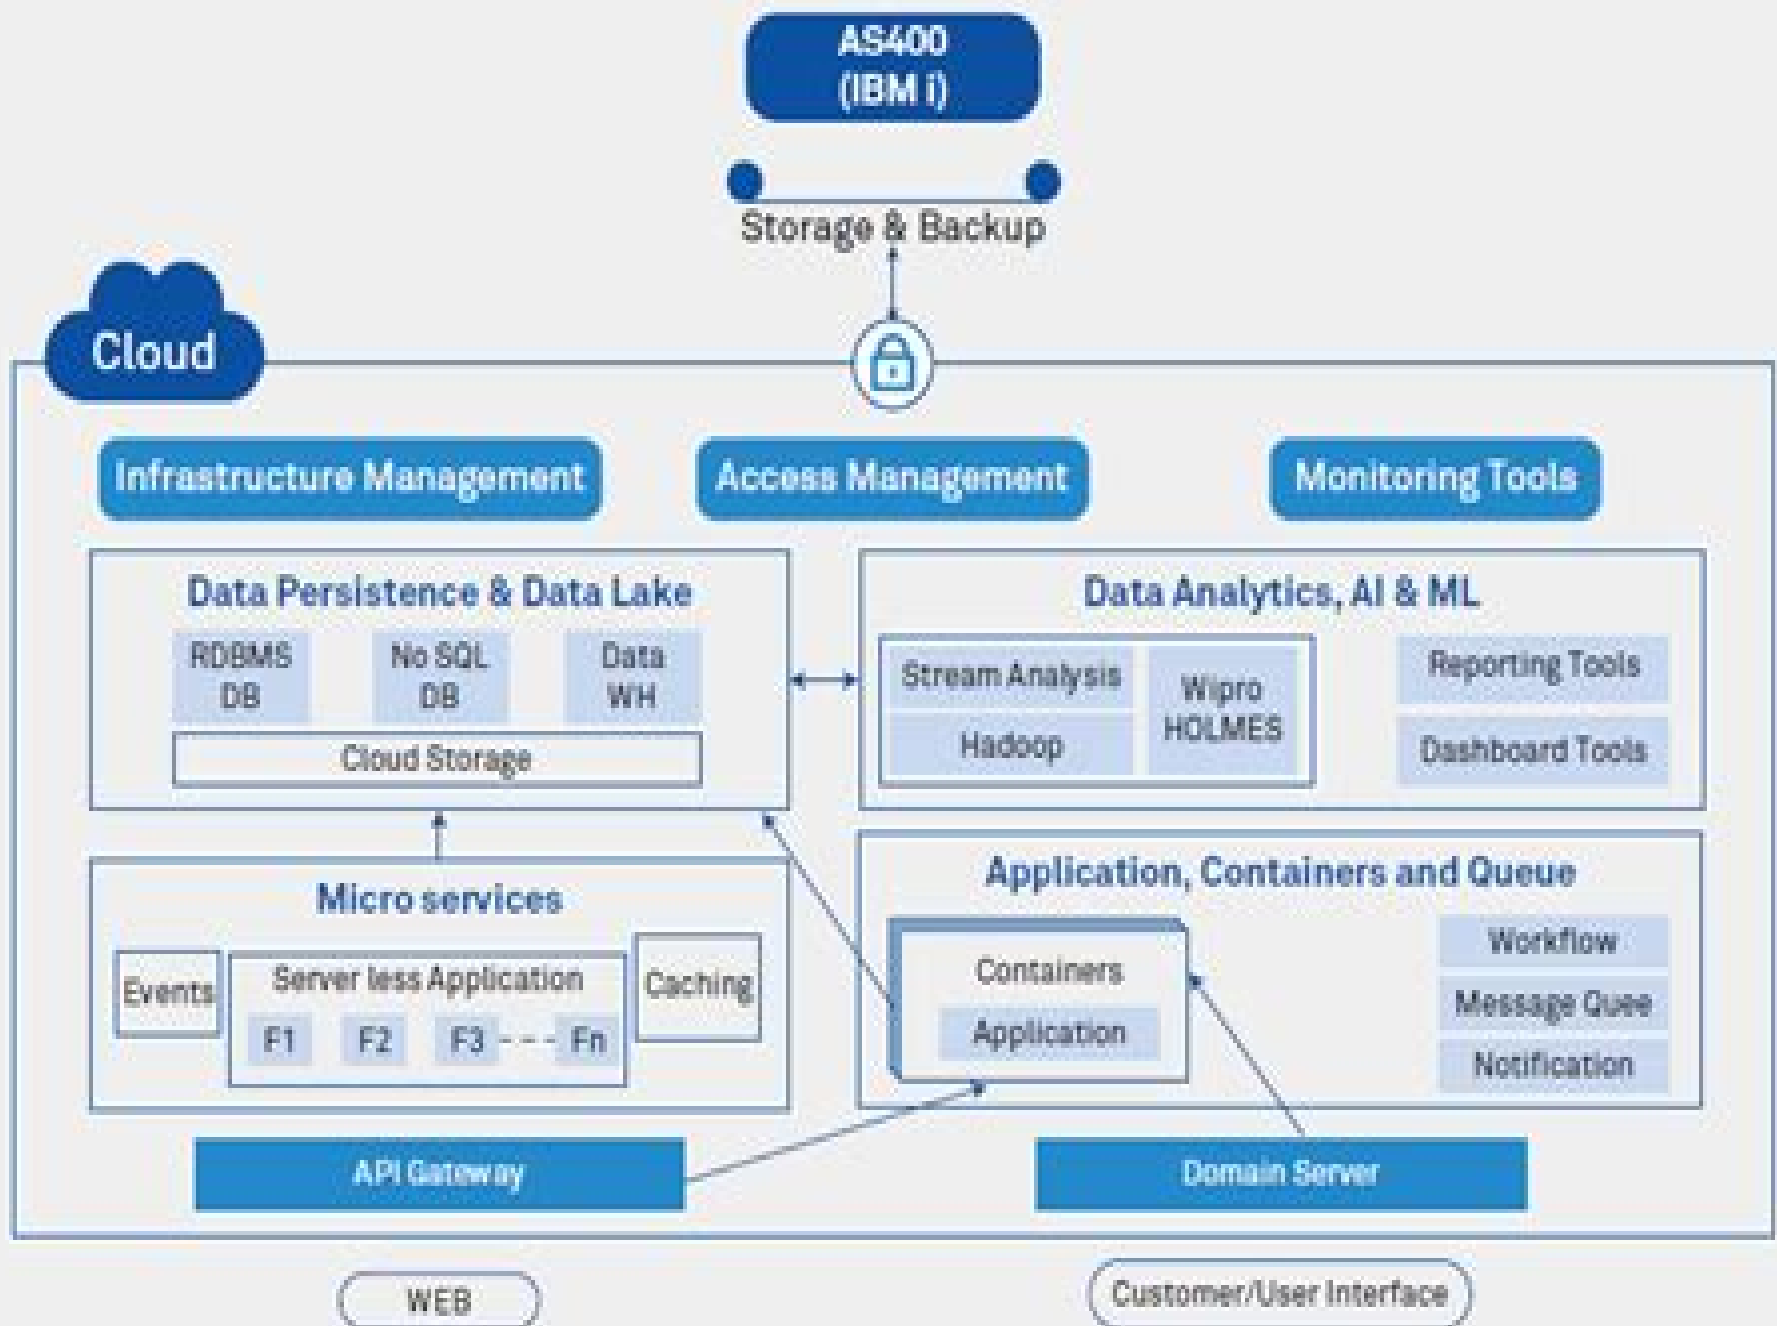 AS400
(IBM i)
Storage & Backup
Cloud
Infrastructure Management
Access Management
Monitoring Tools
Data Persistence & Data Lake
RDBMS
DB
No SQL
DB
Data
WH
Cloud Storage
Data Analytics, AI & ML
Stream Analysis
Hadoop
Wipro
HOLMES
Reporting Tools
Dashboard Tools
Micro services
Events
Server less Application
F1 F2 F3 --- Fn
Caching
Application, Containers and Queue
Containers
Application
Workflow
Message Quee
Notification
API Gateway
Domain Server
WEB
Customer/User Interface